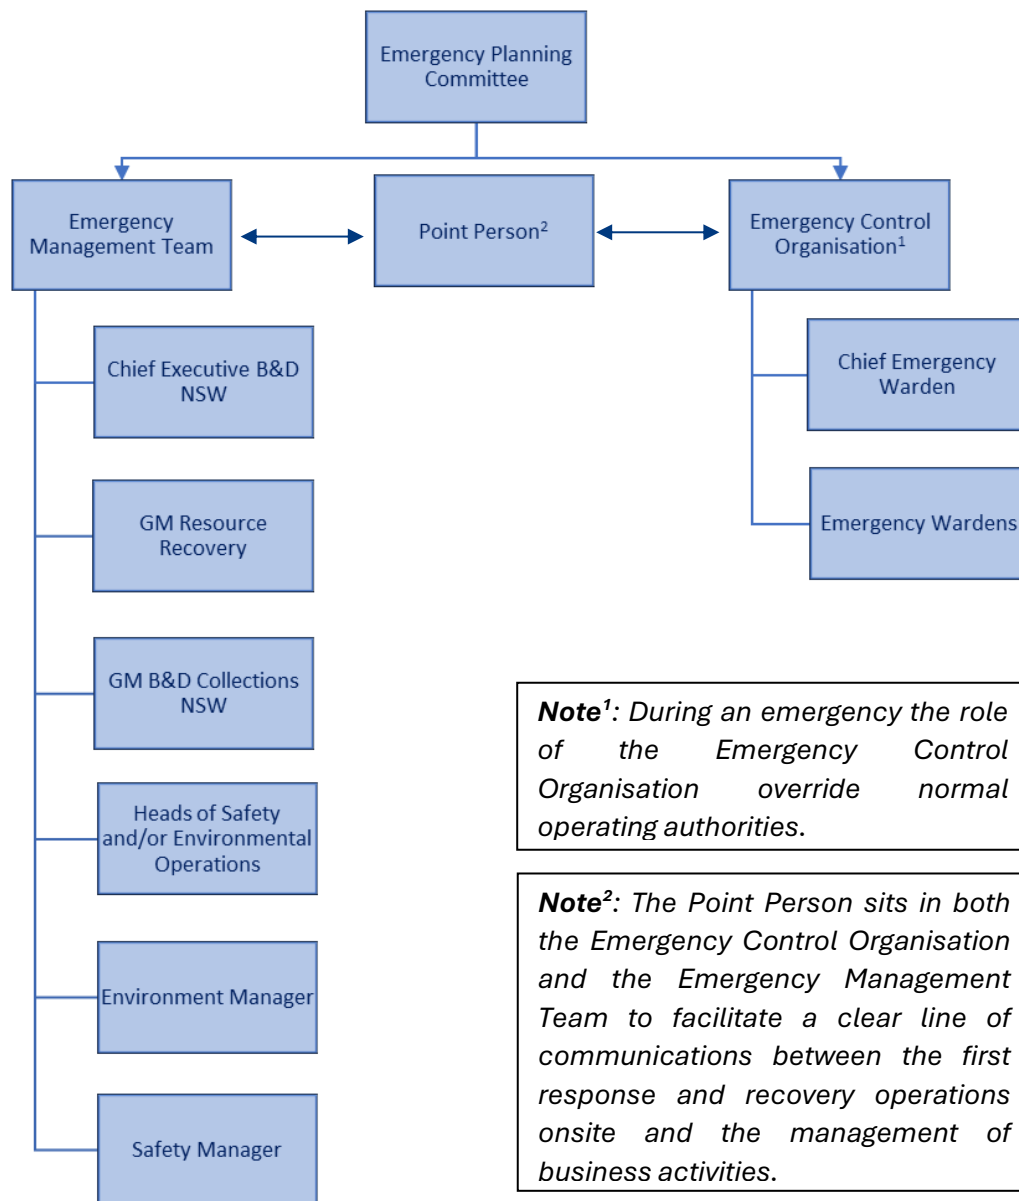 Emergency Planning
Committee
Emergency
Management Team
Point Person²
Emergency Control
Organisation¹
Chief Executive B&D
NSW
GM Resource
Recovery
GM B&D Collections
NSW
Heads of Safety
and/or Environmental
Operations
Environment Manager
Safety Manager
Chief Emergency
Warden
Emergency Wardens
Note¹: During an emergency the role
of the Emergency Control
Organisation override normal
operating authorities.
Note²: The Point Person sits in both
the Emergency Control Organisation
and the Emergency Management
Team to facilitate a clear line of
communications between the first
response and recovery operations
onsite and the management of
business activities.